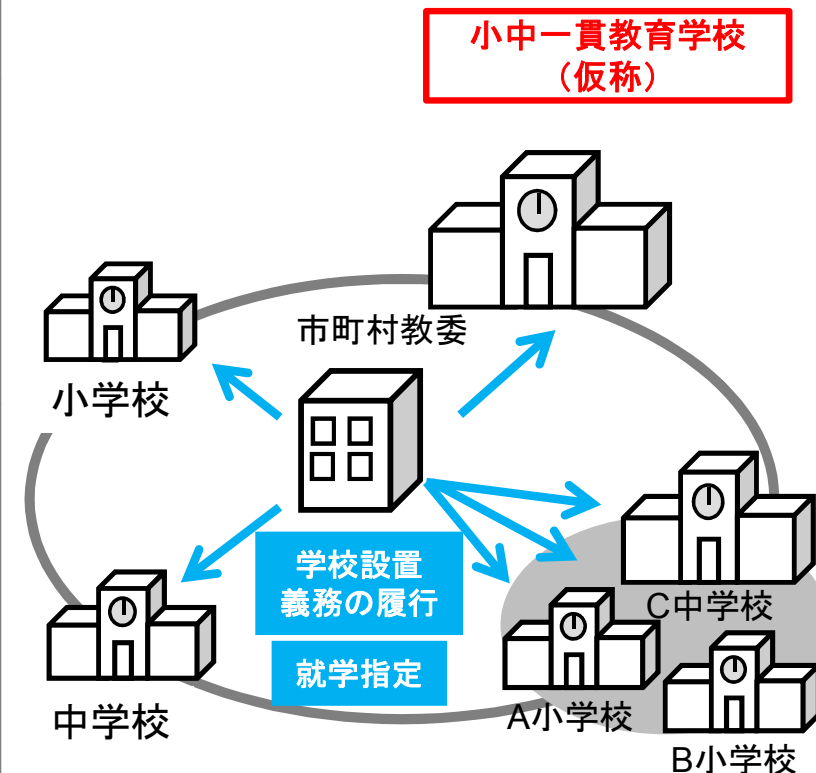 小中一貫教育学校
（仮称）
市町村教委
小学校
学校設置
義務の履行
就学指定
C中学校
A小学校
中学校
B小学校